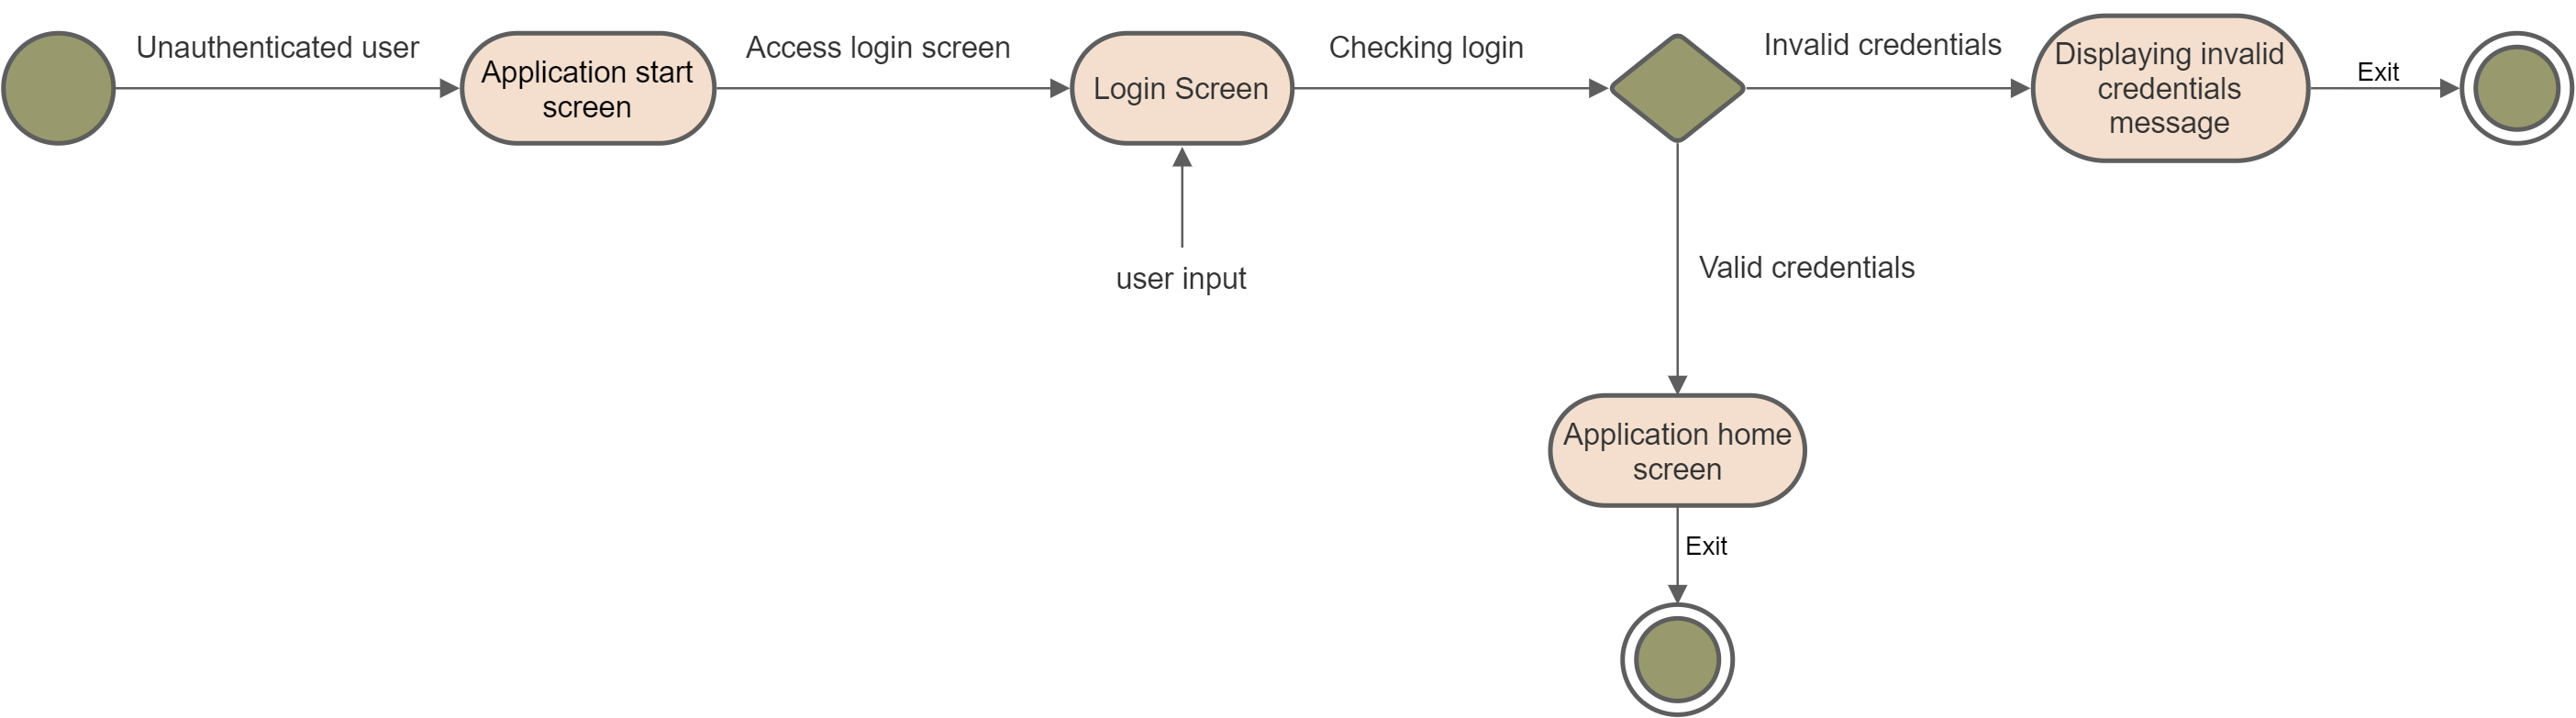 Unauthenticated user
Application start
screen
Access login screen
Login Screen
user input
Checking login
Invalid credentials
Displaying invalid
credentials
message
Exit
Valid credentials
Application home
screen
Exit